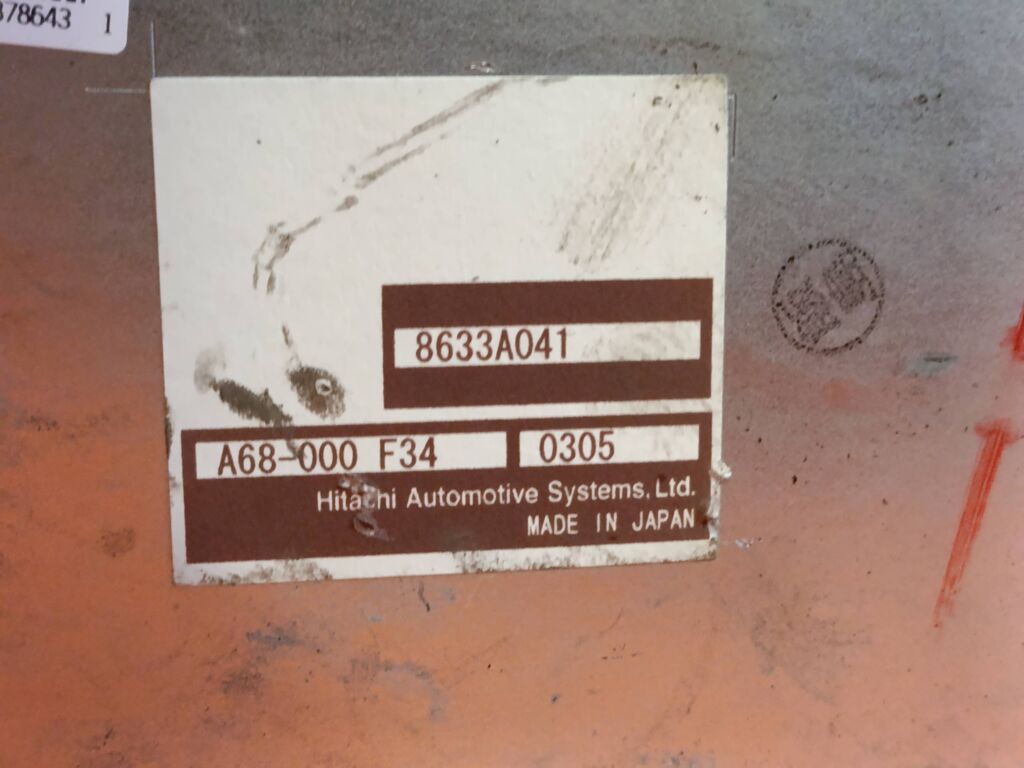 378643 1
8633A041
A68-000 F34
0305
Hitachi Automotive Systems, Ltd.
MADE IN JAPAN